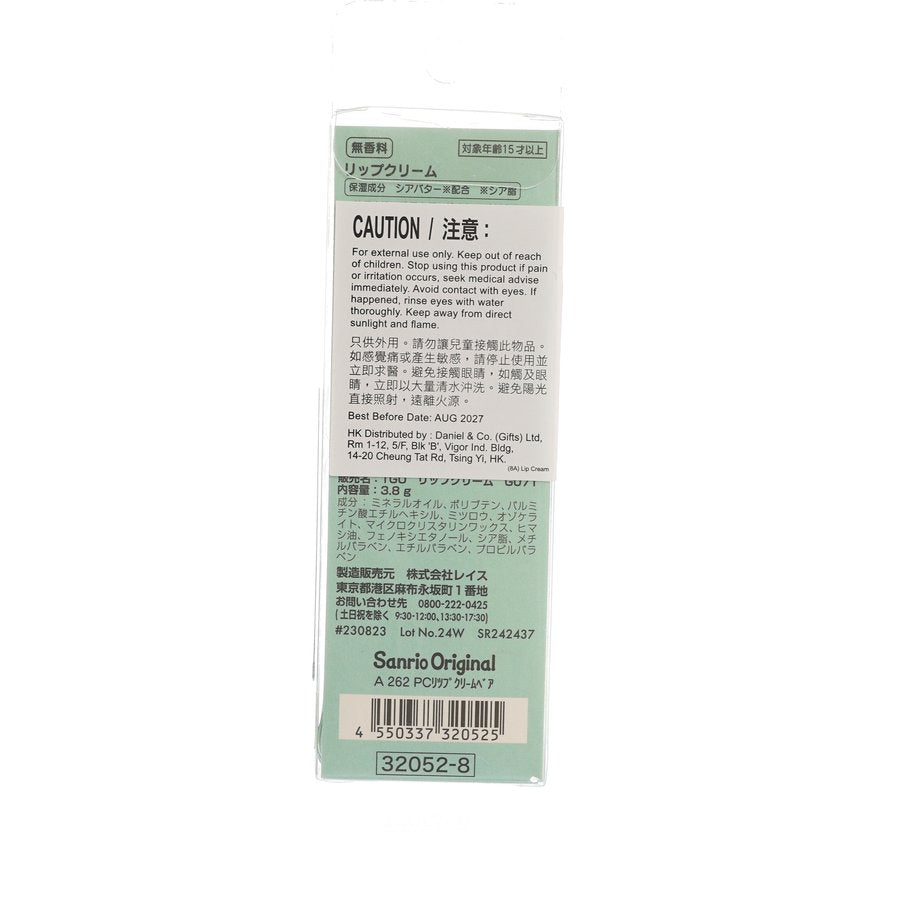 無香料
対象年齢15才以上
リップクリーム
保湿成分 シアバター※配合 ※シア脂
CAUTION / 注意：
For external use only. Keep out of reach
of children. Stop using this product if pain
or irritation occurs, seek medical advise
immediately. Avoid contact with eyes. If
happened, rinse eyes with water
thoroughly. Keep away from direct
sunlight and flame.
只供外用。請勿讓兒童接觸此物品。
如感覺痛或產生敏感，請停止使用並
立即求醫。避免接觸眼睛，如觸及眼
睛，立即以大量清水沖洗。避免陽光
直接照射，遠離火源。
Best Before Date: AUG 2027
HK Distributed by : Daniel & Co. (Gifts) Ltd,
Rm 1-12, 5/F, Blk 'B', Vigor Ind. Bldg,
14-20 Cheung Tat Rd, Tsing Yi, HK.
(8A) Lip Cream
販売名：TGU リップクリーム G071
内容量：3.8 g
成分：ミネラルオイル、ポリブテン、パルミ
チン酸エチルヘキシル、ミツロウ、オゾケラ
イト、マイクロクリスタリンワックス、ヒマ
シ油、フェノキシエタノール、シア脂、メチ
ルパラベン、エチルパラベン、プロピルパラ
ベン
製造販売元 株式会社レイス
東京都港区麻布永坂町1番地
お問い合わせ先 0800-222-0425
(土日祝を除く 9:30-12:00、13:30-17:30)
#230823 Lot No.24W SR242437
Sanrio Original
A 262 PCﾘｯﾌﾟｸﾘｰﾑﾍﾞｱ
4 550337 320525
32052-8